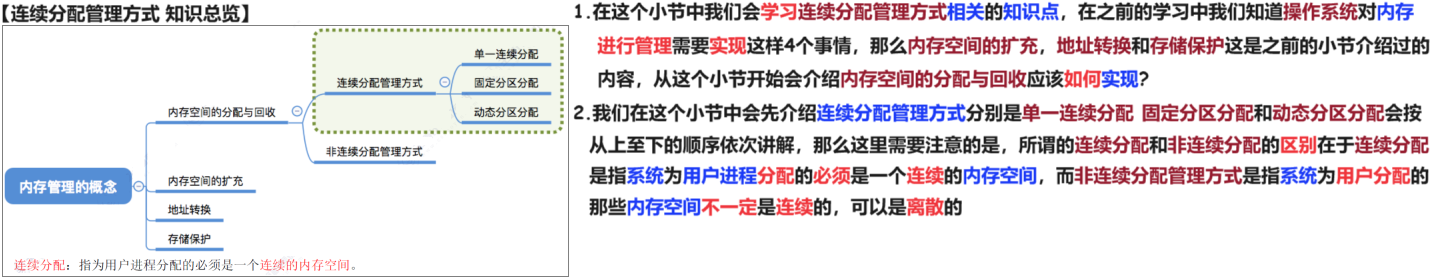 【连续分配管理方式 知识总览】
单一连续分配
连续分配管理方式
固定分区分配
内存空间的分配与回收
动态分区分配
非连续分配管理方式
内存管理的概念
内存空间的扩充
地址转换
存储保护
连续分配：指为用户进程分配的必须是一个连续的内存空间。
1.在这个小节中我们会学习连续分配管理方式相关的知识点，在之前的学习中我们知道操作系统对内存
进行管理需要实现这样4个事情，那么内存空间的扩充，地址转换和存储保护这是之前的小节介绍过的
内容，从这个小节开始会介绍内存空间的分配与回收应该如何实现?
2.我们在这个小节中会先介绍连续分配管理方式分别是单一连续分配 固定分区分配和动态分区分配会按
从上至下的顺序依次讲解，那么这里需要注意的是，所谓的连续分配和非连续分配的区别在于连续分配
是指系统为用户进程分配的必须是一个连续的内存空间，而非连续分配管理方式是指系统为用户分配的
那些内存空间不一定是连续的，可以是离散的